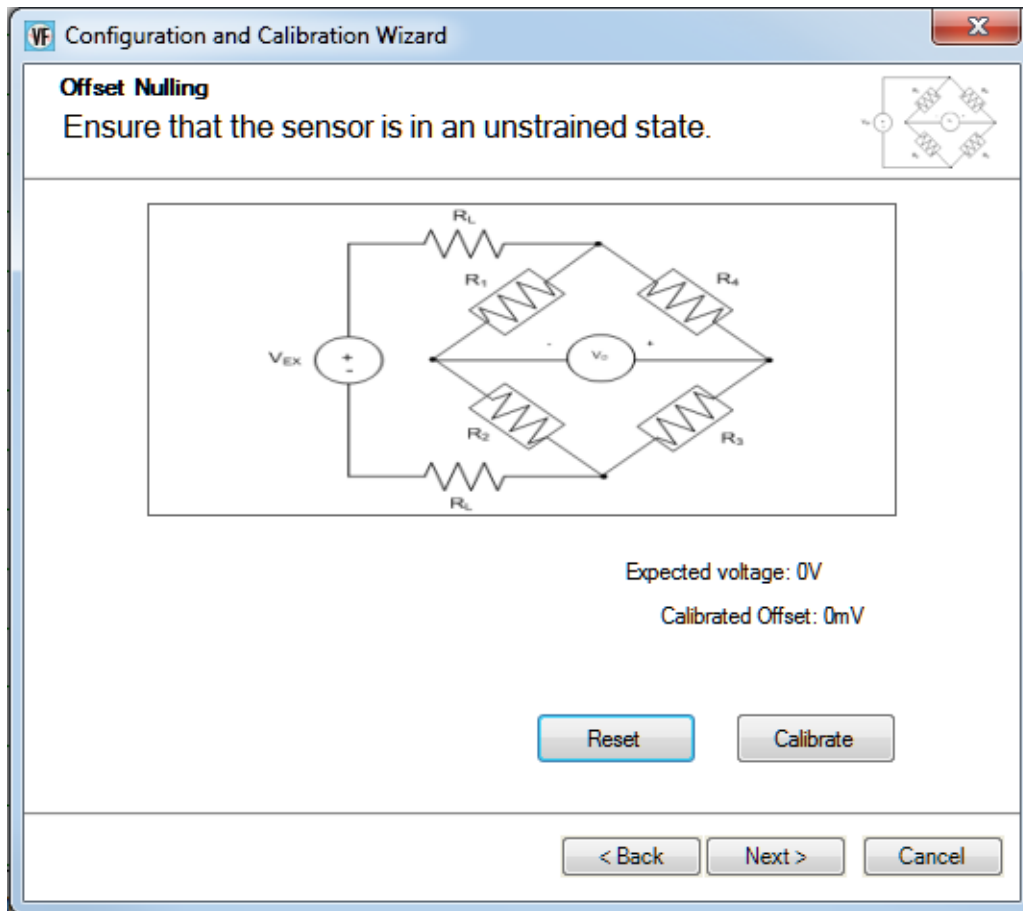 VF Configuration and Calibration Wizard
X
Offset Nulling
Ensure that the sensor is in an unstrained state.
RL
R1
R4
VEX
+
-
-
VO
+
R2
R3
RL
Expected voltage: 0V
Calibrated Offset: 0mV
Reset
Calibrate
< Back
Next >
Cancel